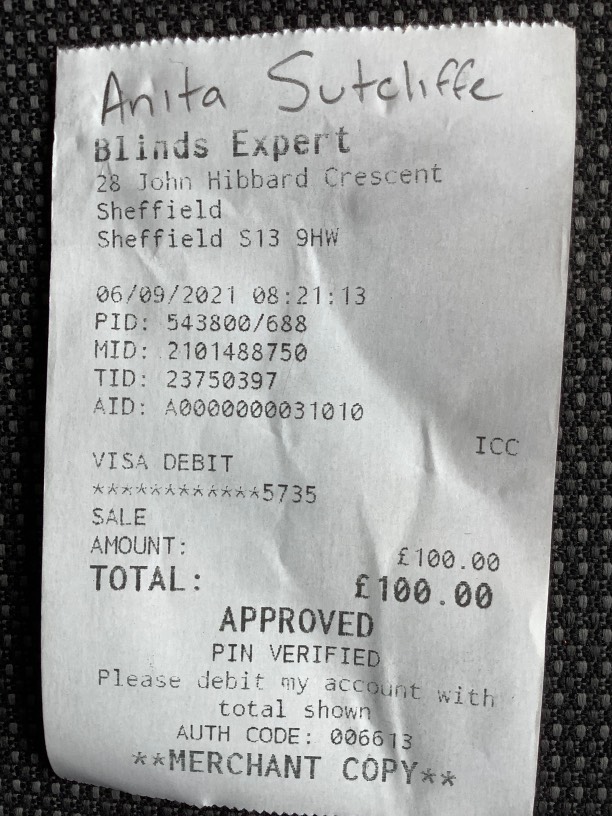 Anita Sutcliffe
Blinds Expert
28 John Hibbard Crescent
Sheffield
Sheffield S13 9HW
06/09/2021 08:21:13
PID: 543800/688
MID: 2101488750
TID: 23750397
AID: A0000000031010
ICC
VISA DEBIT
************5735
SALE
AMOUNT: £100.00
TOTAL: £100.00
APPROVED
PIN VERIFIED
Please debit my account with
total shown
AUTH CODE: 006613
**MERCHANT COPY**